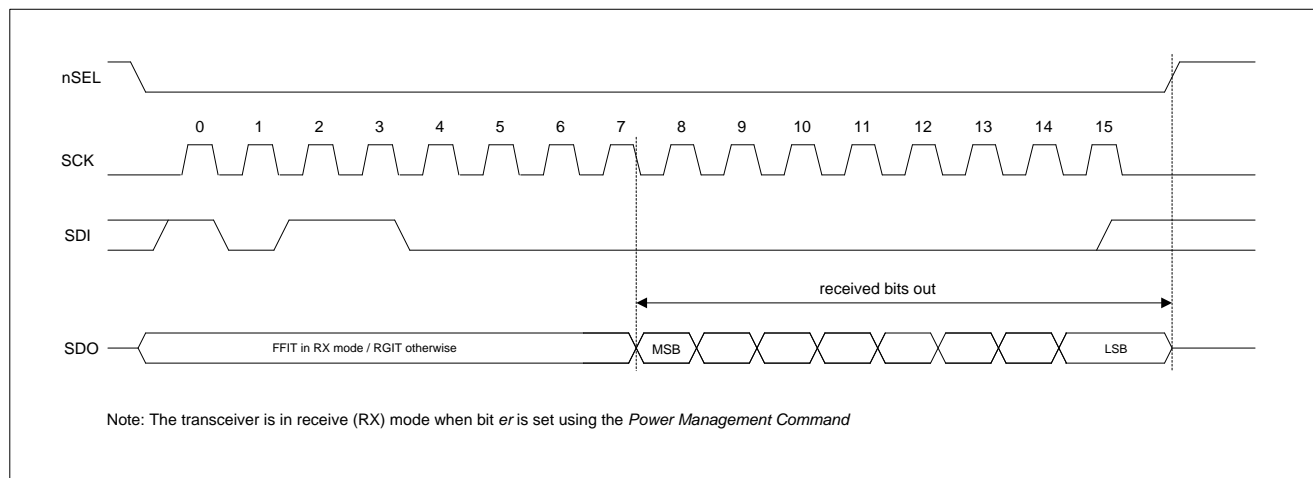 nSEL
0 1 2 3 4 5 6 7 8 9 10 11 12 13 14 15
SCK
SDI
received bits out
SDO FFIT in RX mode / RGIT otherwise MSB LSB
Note: The transceiver is in receive (RX) mode when bit er is set using the Power Management Command